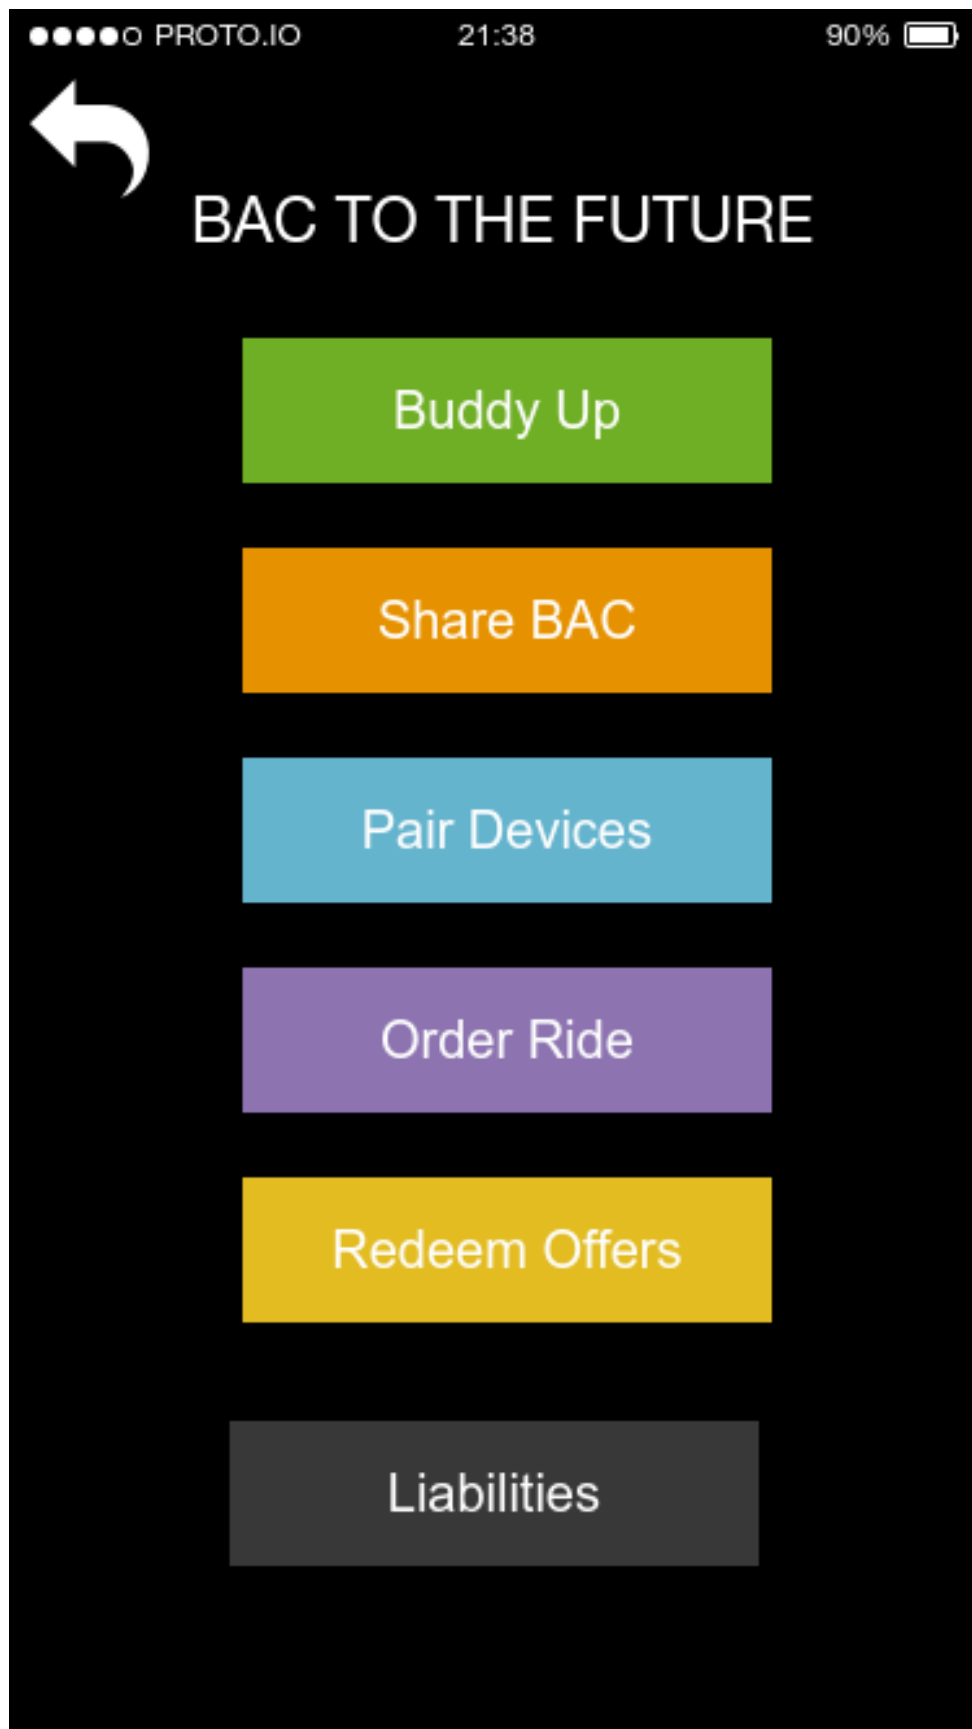 PROTO.IO 21:38 90%
BAC TO THE FUTURE
Buddy Up
Share BAC
Pair Devices
Order Ride
Redeem Offers
Liabilities